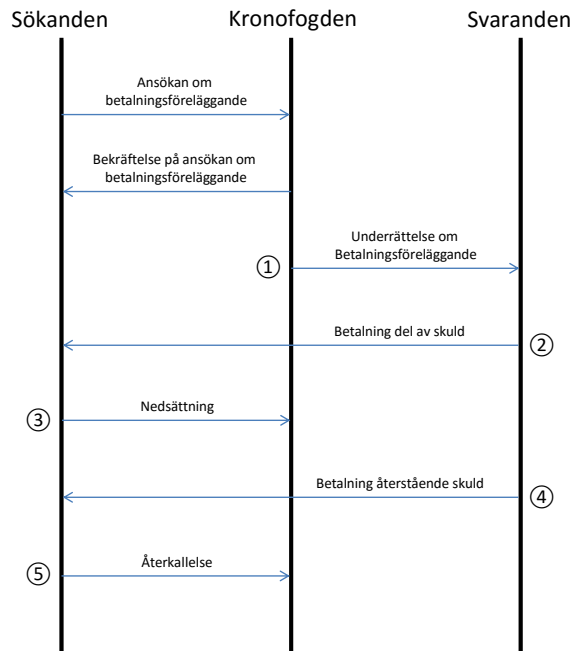 Sökanden
Kronofogden
Svaranden
Ansökan om
betalningsföreläggande
Bekräftelse på ansökan om
betalningsföreläggande
Underrättelse om
Betalningsföreläggande
①
Betalning del av skuld
②
③
Nedsättning
Betalning återstående skuld
④
⑤
Återkallelse